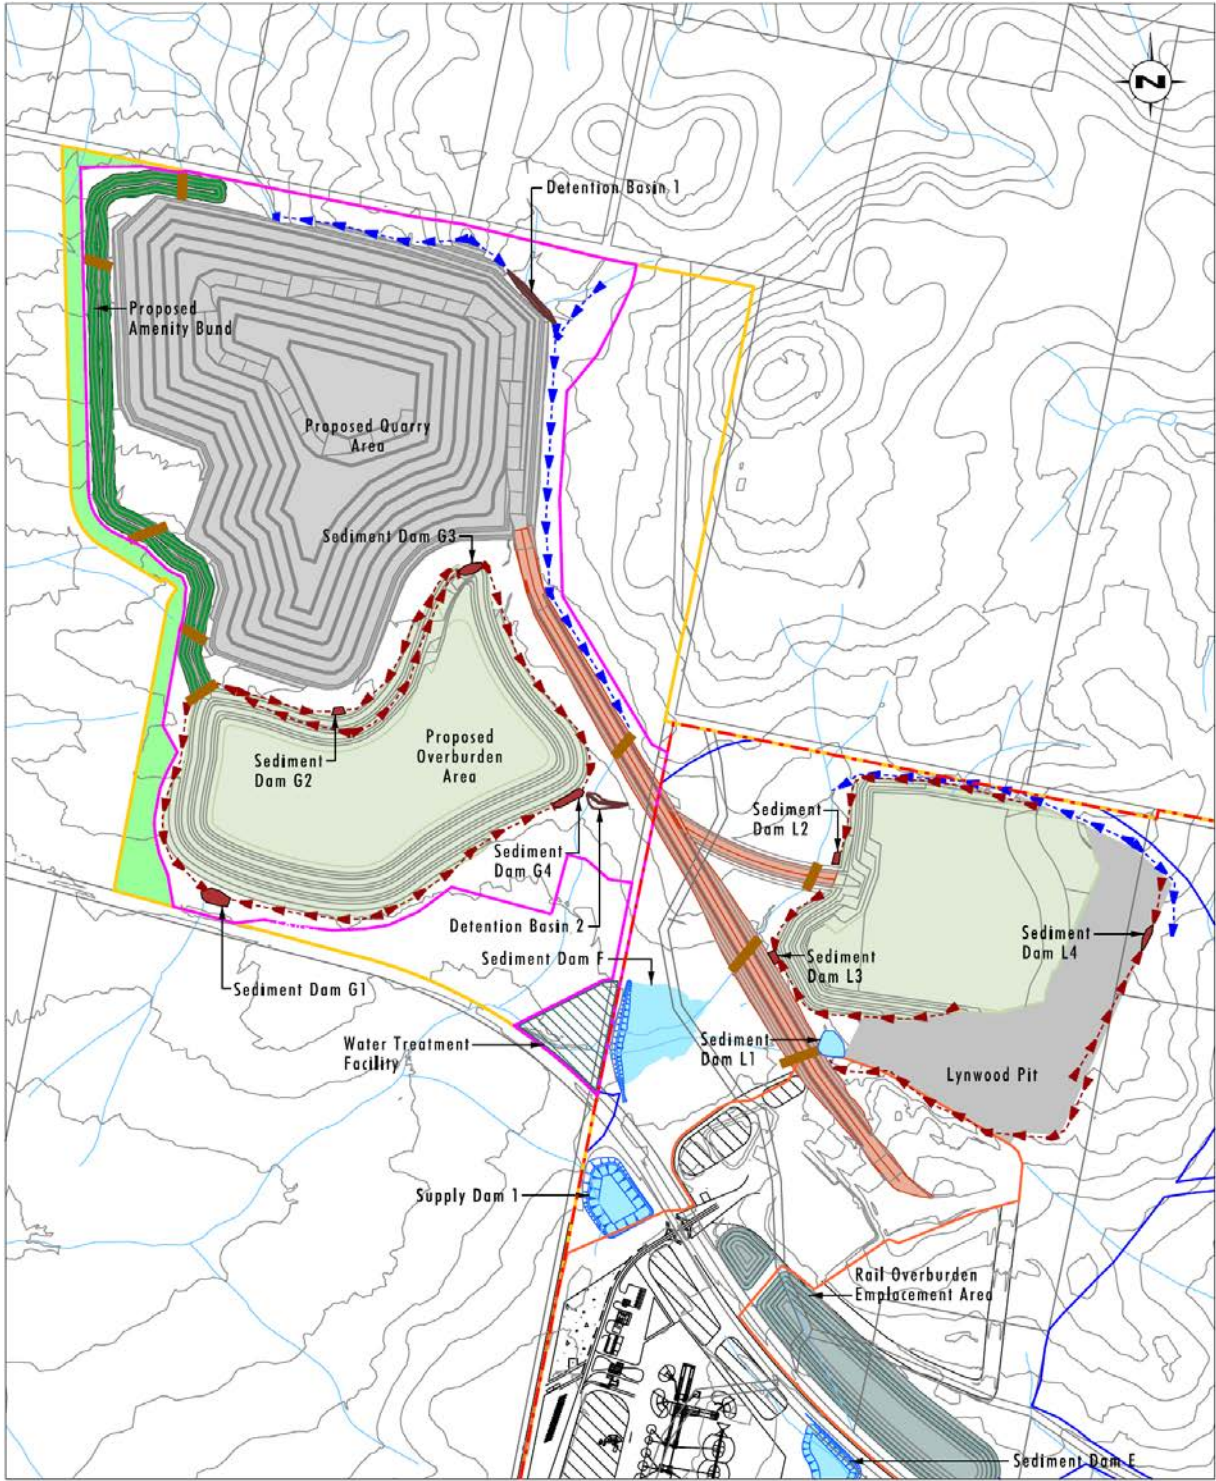 N
Detention Basin 1
Proposed
Amenity Bund
Proposed Quarry
Area
Sediment Dam G3
Proposed
Overburden
Area
Sediment
Dam G2
Sediment
Dam L2
Sediment
Dam G4
Detention Basin 2
Sediment
Dam L4
Sediment
Dam L3
Sediment Dam F
Sediment Dam G1
Water Treatment
Facility
Sediment
Dam L1
Lynwood Pit
Supply Dam 1
Rail Overburden
Emplacement Area
Sediment Dam E